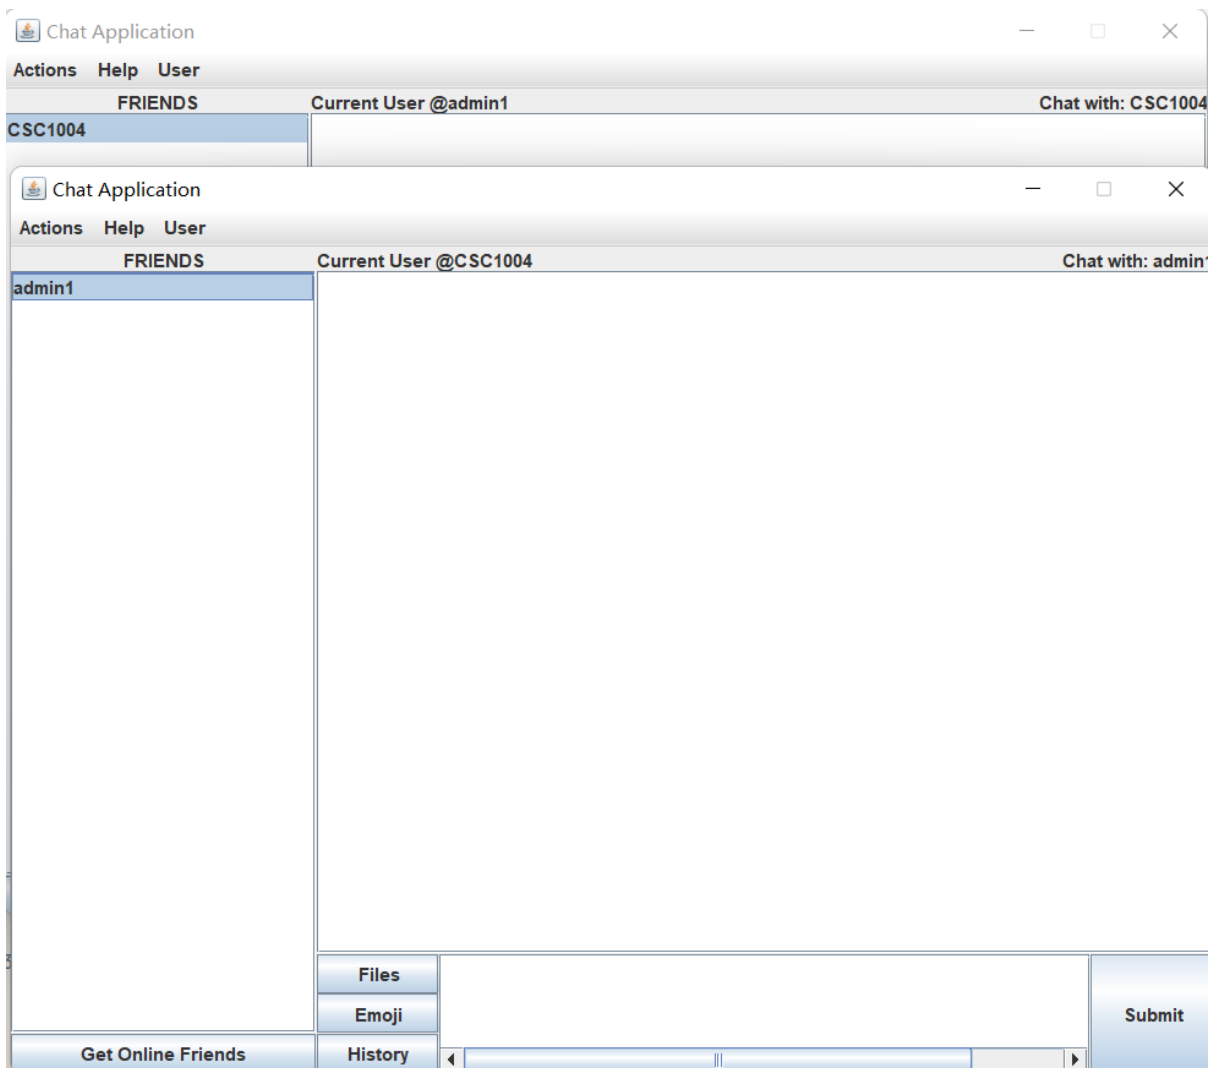 Chat Application
Actions Help User
FRIENDS Current User @admin1 Chat with: CSC1004
CSC1004
Chat Application
Actions Help User
FRIENDS Current User @CSC1004 Chat with: admin1
admin1
Files
Emoji
Submit
Get Online Friends History